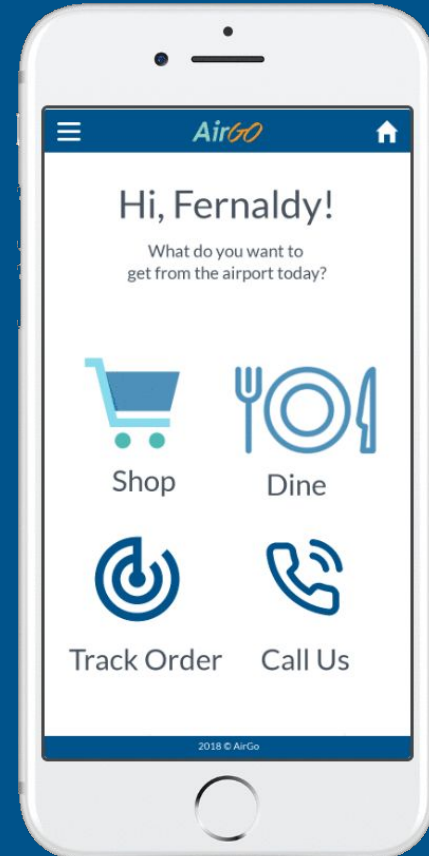 AirGO
Hi, Fernaldy!
What do you want to
get from the airport today?
Shop
Dine
Track Order
Call Us
2018 © AirGo